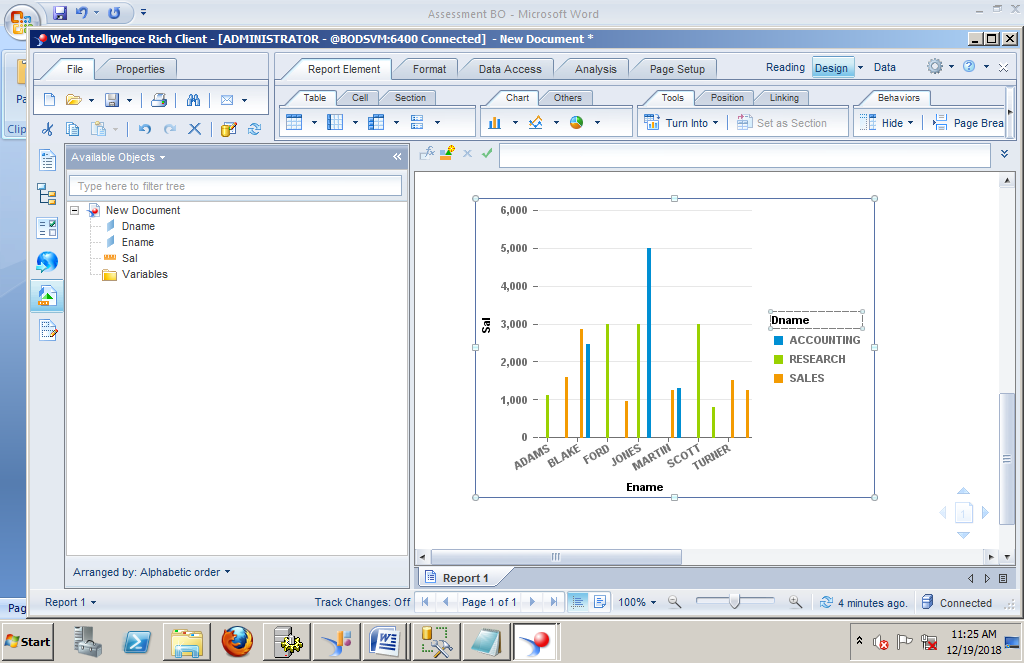 Assessment BO - Microsoft Word
Web Intelligence Rich Client - [ADMINISTRATOR - @BODSVM:6400 Connected] - New Document *
File
Properties
Report Element
Format
Data Access
Analysis
Page Setup
Reading
Design
Data
Table
Cell
Section
Chart
Others
Tools
Position
Linking
Behaviors
Turn Into
Set as Section
Hide
Page Brea
Pa
Clip
Available Objects
Type here to filter tree
New Document
Dname
Ename
Sal
Variables
Arranged by: Alphabetic order
6,000
5,000
4,000
3,000
2,000
1,000
0
Sal
ADAMS
BLAKE
FORD
JONES
MARTIN
SCOTT
TURNER
Ename
Dname
ACCOUNTING
RESEARCH
SALES
1
Report 1
Pag
Report 1
Track Changes: Off
Page 1 of 1
100%
4 minutes ago.
Connected
Start
11:25 AM
12/19/2018